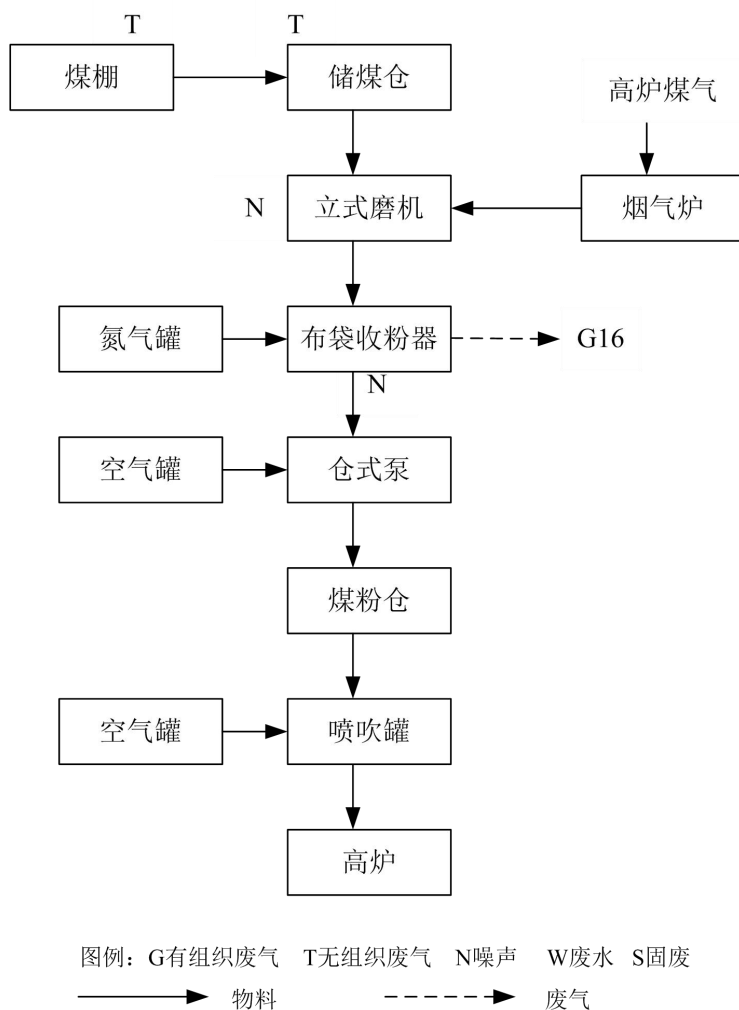 T T
煤棚 储煤仓
高炉煤气
N 立式磨机 烟气炉
氮气罐 布袋收粉器 G16
N
空气罐 仓式泵
煤粉仓
空气罐 喷吹罐
高炉
图例：G有组织废气 T无组织废气 N噪声 W废水 S固废
物料 废气